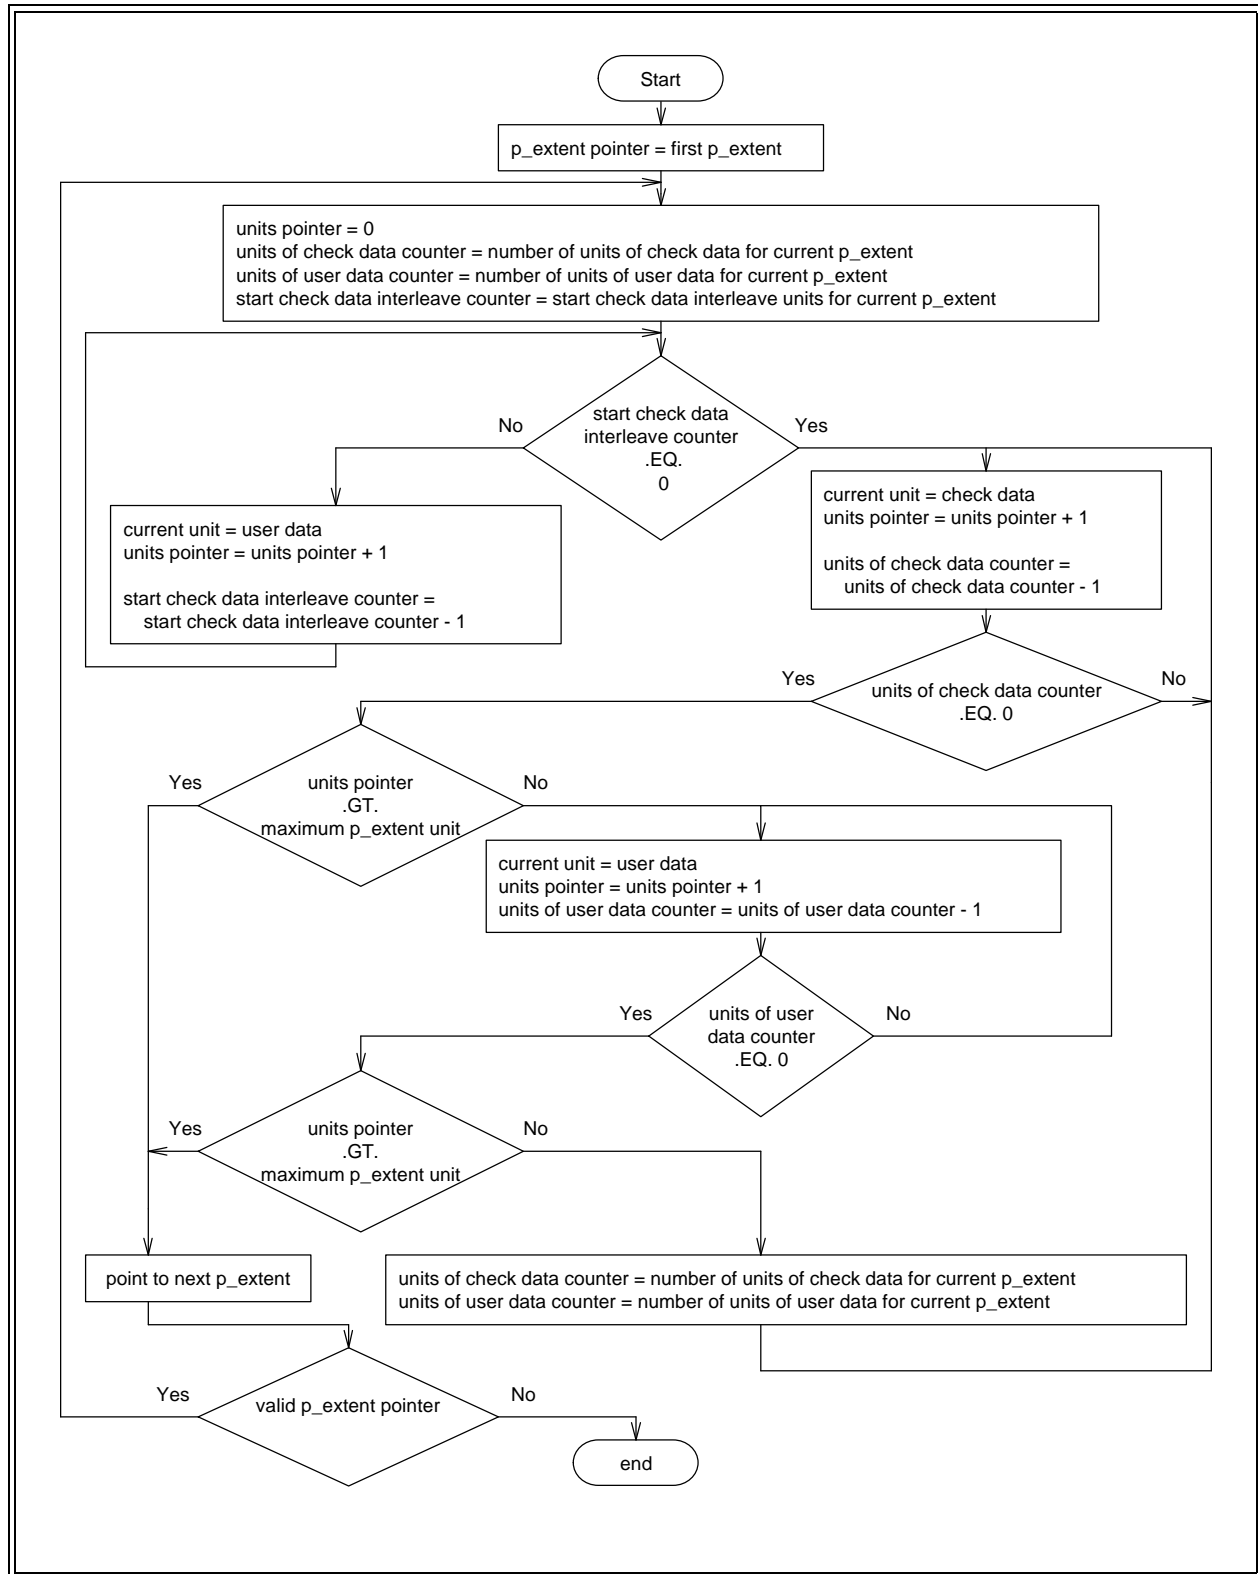 Start
p_extent pointer = first p_extent
units pointer = 0
units of check data counter = number of units of check data for current p_extent
units of user data counter = number of units of user data for current p_extent
start check data interleave counter = start check data interleave units for current p_extent
No
start check data
interleave counter
.EQ.
0
Yes
current unit = user data
units pointer = units pointer + 1
start check data interleave counter =
start check data interleave counter - 1
current unit = check data
units pointer = units pointer + 1
units of check data counter =
units of check data counter - 1
Yes
units of check data counter
.EQ. 0
No
Yes
units pointer
.GT.
maximum p_extent unit
No
current unit = user data
units pointer = units pointer + 1
units of user data counter = units of user data counter - 1
Yes
units of user
data counter
.EQ. 0
No
Yes
units pointer
.GT.
maximum p_extent unit
No
point to next p_extent
units of check data counter = number of units of check data for current p_extent
units of user data counter = number of units of user data for current p_extent
Yes
valid p_extent pointer
No
end